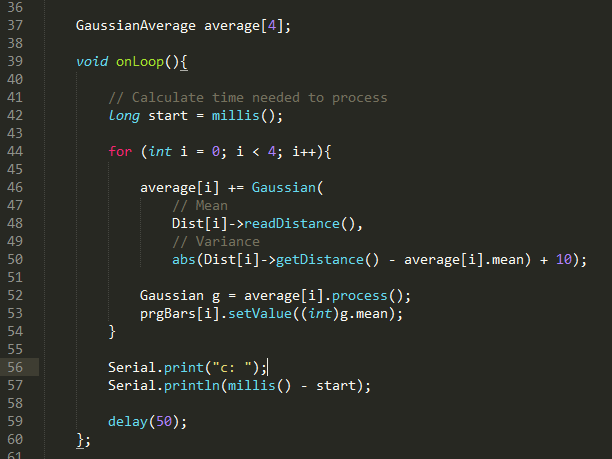 36
37 GaussianAverage average[4];
38
39 void onLoop(){
40
41 // Calculate time needed to process
42 long start = millis();
43
44 for (int i = 0; i < 4; i++){
45
46 average[i] += Gaussian(
47 // Mean
48 Dist[i]->readDistance(),
49 // Variance
50 abs(Dist[i]->getDistance() - average[i].mean) + 10);
51
52 Gaussian g = average[i].process();
53 prgBars[i].setValue((int)g.mean);
54 }
55
56 Serial.print("c: ");
57 Serial.println(millis() - start);
58
59 delay(50);
60 };
61